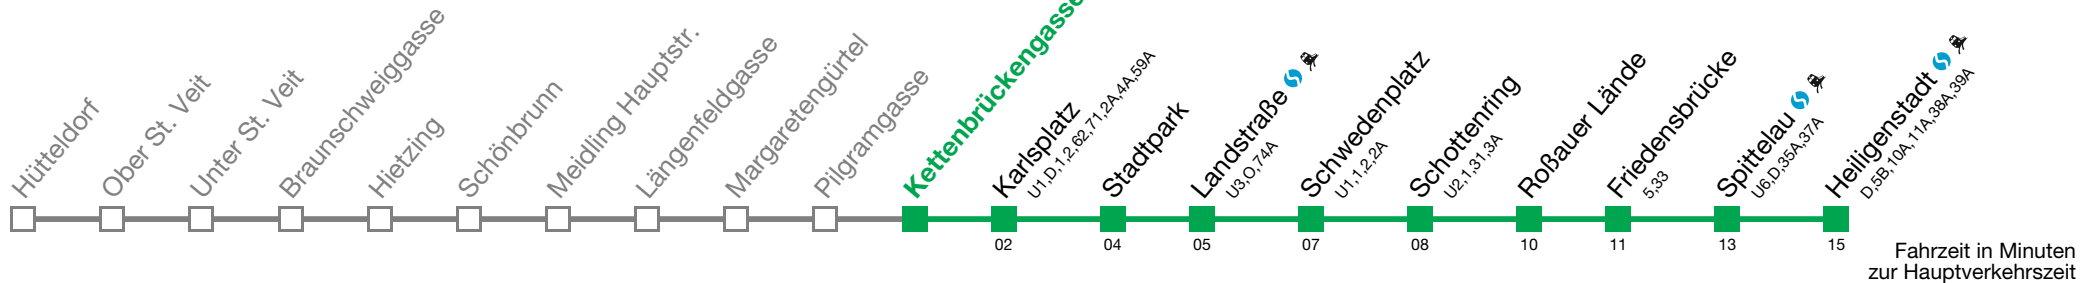 Hütteldorf
Ober St. Veit
Unter St. Veit
Braunschweiggasse
Hietzing
Schönbrunn
Meidling Hauptstr.
Längenfeldgasse
Margaretengürtel
Pilgramgasse
Kettenbrückengasse
Karlsplatz
U1,D,1,2,62,71,2A,4A,59A
02
Stadtpark
04
Landstraße
U3,O,74A
05
Schwedenplatz
U1,1,2,2A
07
Schottenring
U2,1,31,3A
08
Roßauer Lände
10
Friedensbrücke
5,33
11
Spittelau
U6,D,35A,37A
13
Heiligenstadt
D,5B,10A,11A,38A,39A
15
Fahrzeit in Minuten
zur Hauptverkehrszeit